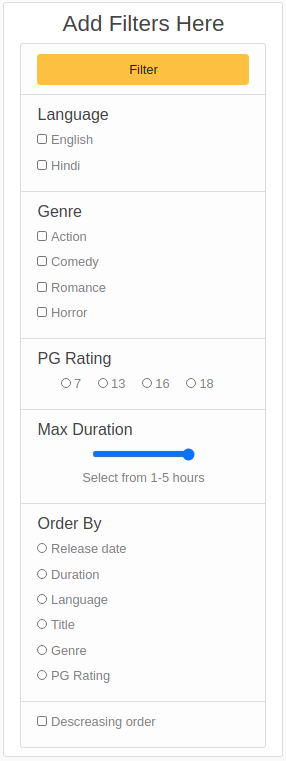 Add Filters Here
Filter
Language
English
Hindi
Genre
Action
Comedy
Romance
Horror
PG Rating
7 13 16 18
Max Duration
Select from 1-5 hours
Order By
Release date
Duration
Language
Title
Genre
PG Rating
Descreasing order